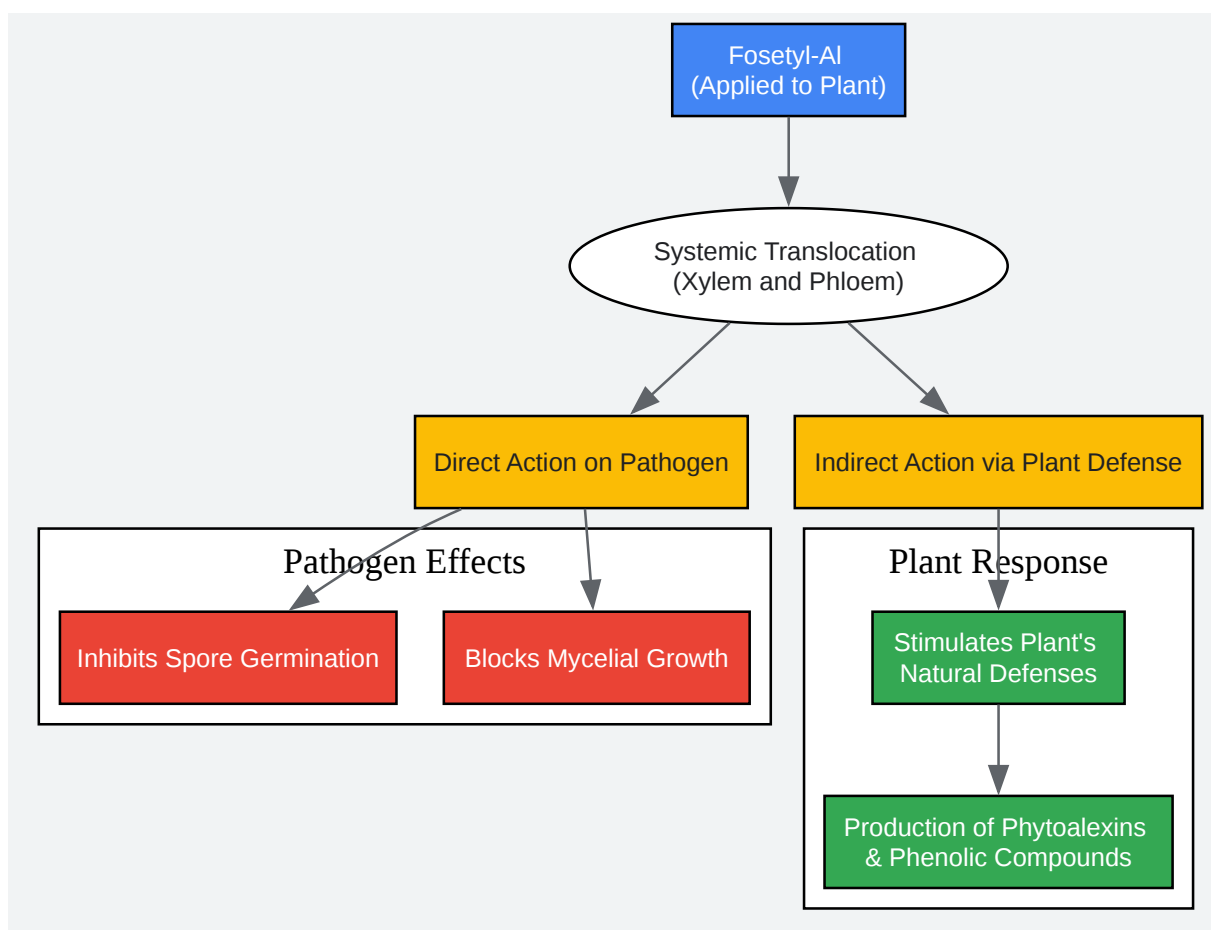 Fosetyl-Al
(Applied to Plant)
Systemic Translocation
(Xylem and Phloem)
Direct Action on Pathogen
Indirect Action via Plant Defense
Pathogen Effects
Plant Response
Inhibits Spore Germination
Blocks Mycelial Growth
Stimulates Plant's
Natural Defenses
Production of Phytoalexins
& Phenolic Compounds